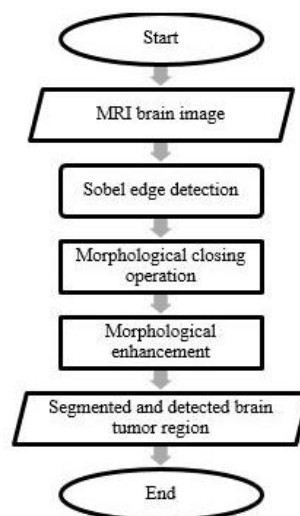 Start
MRI brain image
Sobel edge detection
Morphological closing
operation
Morphological
enhancement
Segmented and detected brain
tumor region
End